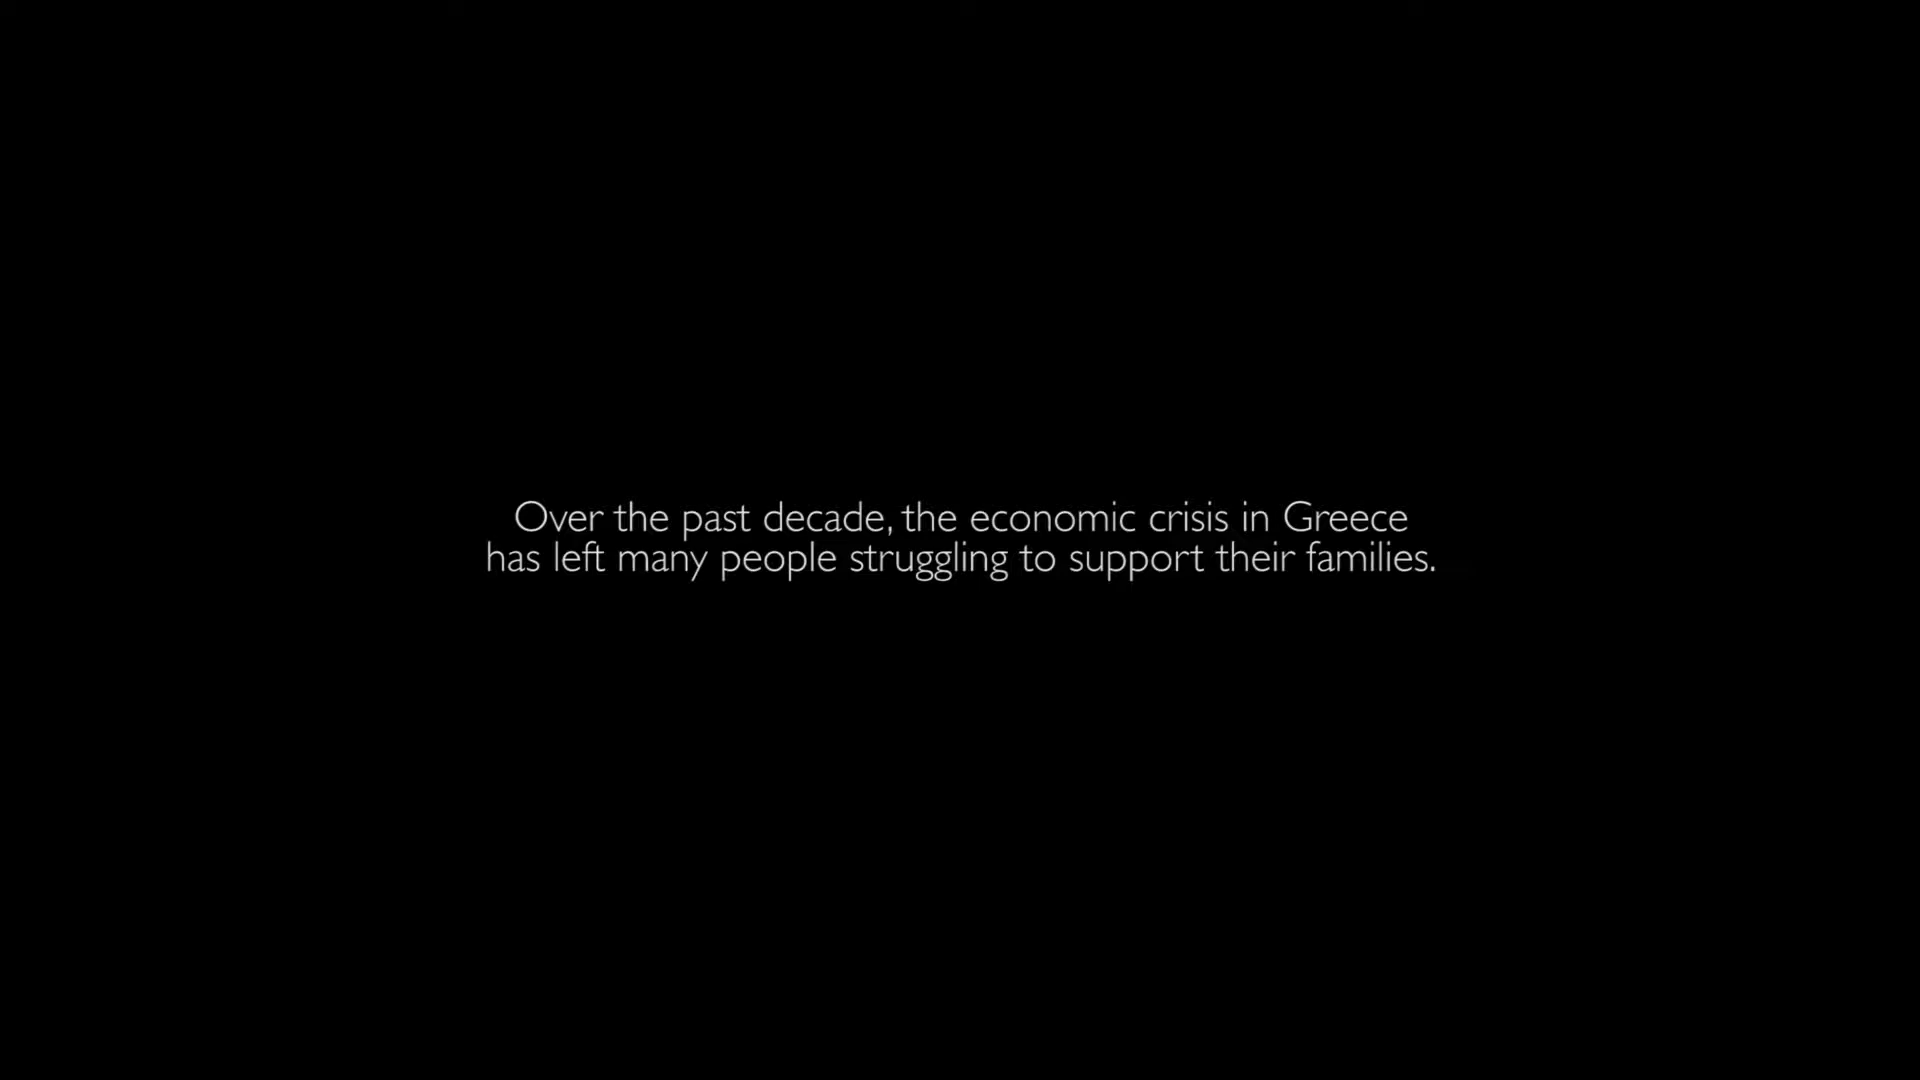 Over the past decade, the economic crisis in Greece
has left many people struggling to support their families.